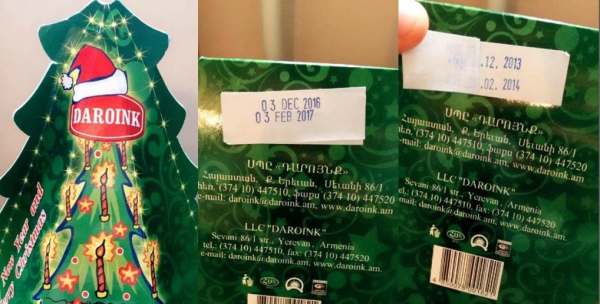 DAROINK
New Year and
Merry Christmas
03 DEC 2016
03 FEB 2017
ՍՊԸ «ԴԱՐՈՅՆՔ»
Հայաստան, Ք. Երևան, Սևանի 86/1
հեռ. (374 10) 447510, ֆաքս (374 10) 447520
e-mail: daroink@daroink.am, www.daroink.am
LLC "DAROINK"
Sevani 86/1 str., Yerevan, Armenia
tel.: (374 10) 447510, fax: (374 10) 447520
e-mail: daroink@daroink.am, www.daroink.am.
.12. 2013
.02. 2014
ՍՊԸ «ԴԱՐՈՅՆՔ»
Հայաստան, Ք. Երևան, Սևանի 86/1
հեռ. (374 10) 447510, ֆաքս (374 10) 447520
e-mail: daroink@daroink.am, www.daroink.am
LLC "DAROINK"
Sevani 86/1 str., Yerevan, Armenia
tel.: (374 10) 447510, fax: (374 10) 447520
e-mail: daroink@daroink.am, www.daroink.am